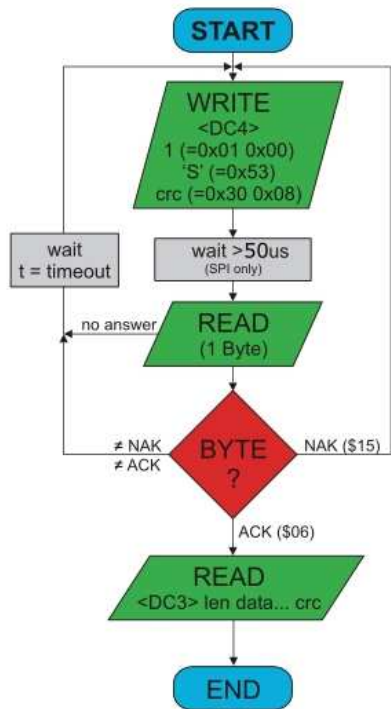 START
WRITE
<DC4>
1 (=0x01 0x00)
'S' (=0x53)
crc (=0x30 0x08)
wait
t = timeout
wait >50us
(SPI only)
no answer
READ
(1 Byte)
≠ NAK
≠ ACK
BYTE
?
NAK ($15)
ACK ($06)
READ
<DC3> len data... crc
END